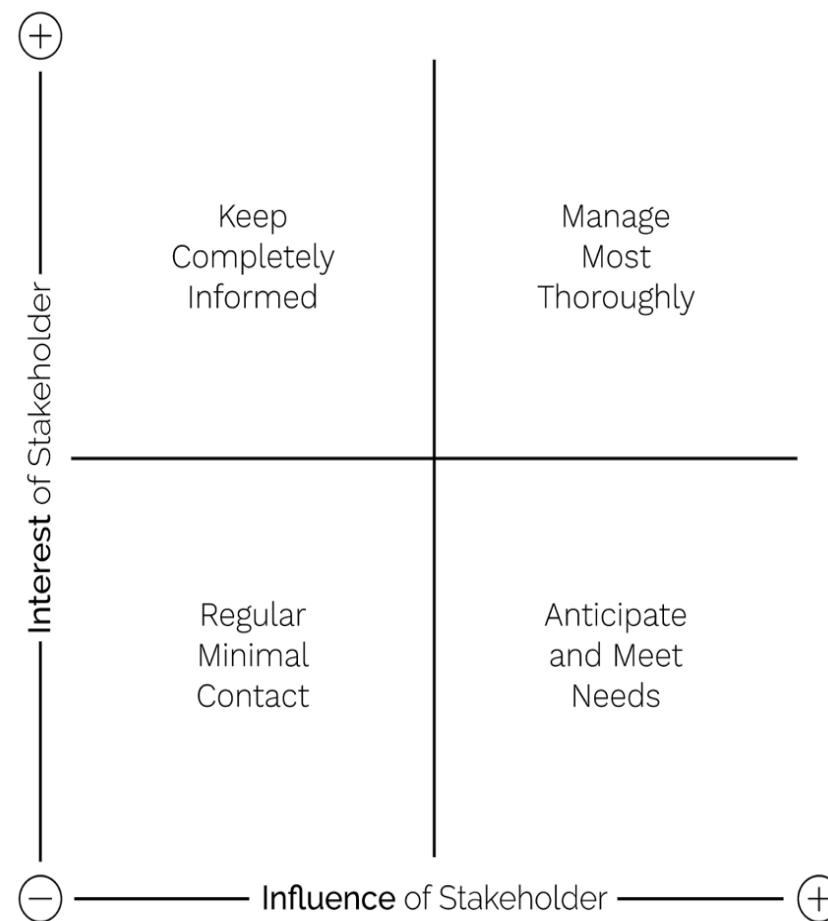 +
Keep
Completely
Informed
Manage
Most
Thoroughly
Interest of Stakeholder
Regular
Minimal
Contact
Anticipate
and Meet
Needs
−
Influence of Stakeholder
+